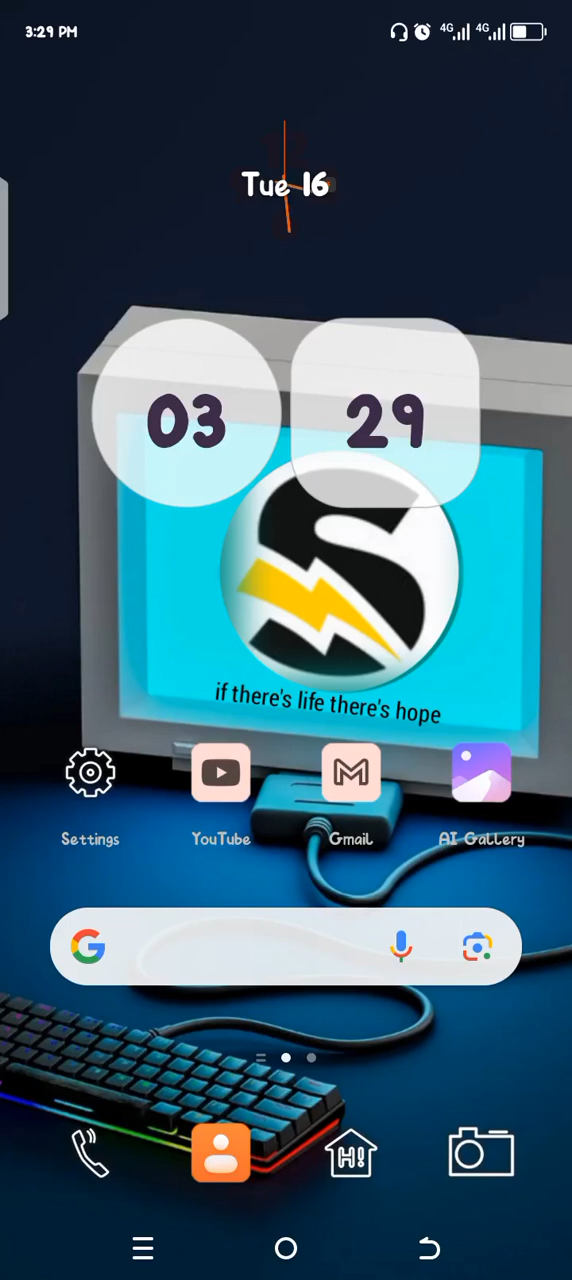 3:29 PM
4G 4G
Tue 16
03 29
S
if there's life there's hope
Settings YouTube Gmail AI Gallery
G
H!